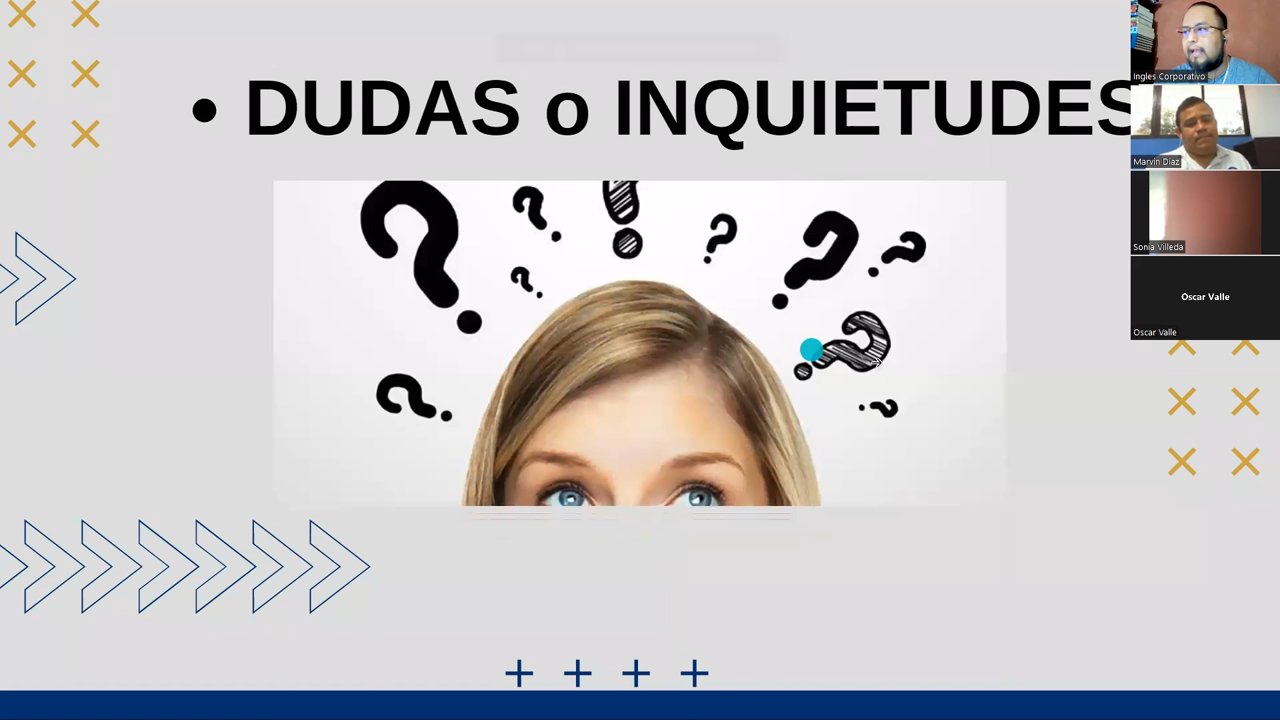 • DUDAS o INQUIETUDES
Ingles Corporativo
Marvin Diaz
Sonia Villeda
Oscar Valle
Oscar Valle